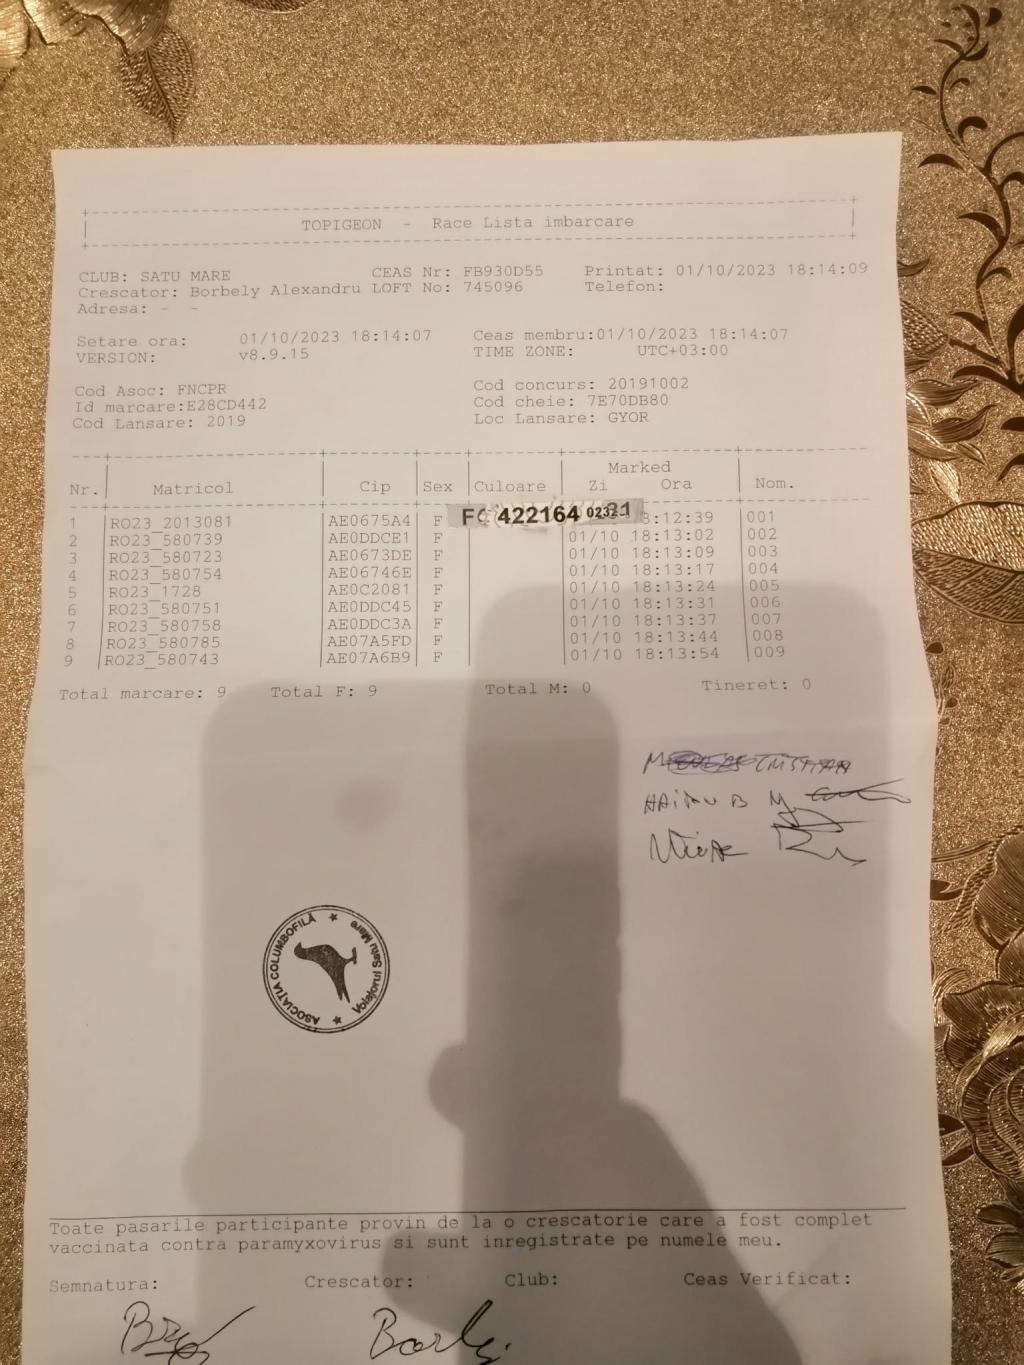 TOPIGEON - Race Lista imbarcare
CLUB: SATU MARE CEAS Nr: FB930D55 Printat: 01/10/2023 18:14:09
Crescator: Borbely Alexandru LOFT No: 745096 Telefon:
Adresa: - -
Setare ora: 01/10/2023 18:14:07 Ceas membru:01/10/2023 18:14:07
VERSION: v8.9.15 TIME ZONE: UTC+03:00
Cod Asoc: FNCPR Cod concurs: 20191002
Id marcare:E28CD442 Cod cheie: 7E70DB80
Cod Lansare: 2019 Loc Lansare: GYOR
Marked
Nr. Matricol Cip Sex Culoare Zi Ora Nom.
1 RO23_2013081 AE0675A4 F 422164 8:12:39 001
2 RO23_580739 AE0DDCE1 F 01/10 18:13:02 002
3 RO23_580723 AE0673DE F 01/10 18:13:09 003
4 RO23_580754 AE06746E F 01/10 18:13:17 004
5 RO23_1728 AE0C2081 F 01/10 18:13:24 005
6 RO23_580751 AE0DDC45 F 01/10 18:13:31 006
7 RO23_580758 AE0DDC3A F 01/10 18:13:37 007
8 RO23_580785 AE07A5FD F 01/10 18:13:44 008
9 RO23_580743 AE07A6B9 F 01/10 18:13:54 009
Total marcare: 9 Total F: 9 Total M: 0 Tineret: 0
ASOCIAȚIA COLUMBOFILĂ
Voiajorul Satu Mare
Toate pasarile participante provin de la o crescatorie care a fost complet
vaccinata contra paramyxovirus si sunt inregistrate pe numele meu.
Semnatura: Crescator: Club: Ceas Verificat: